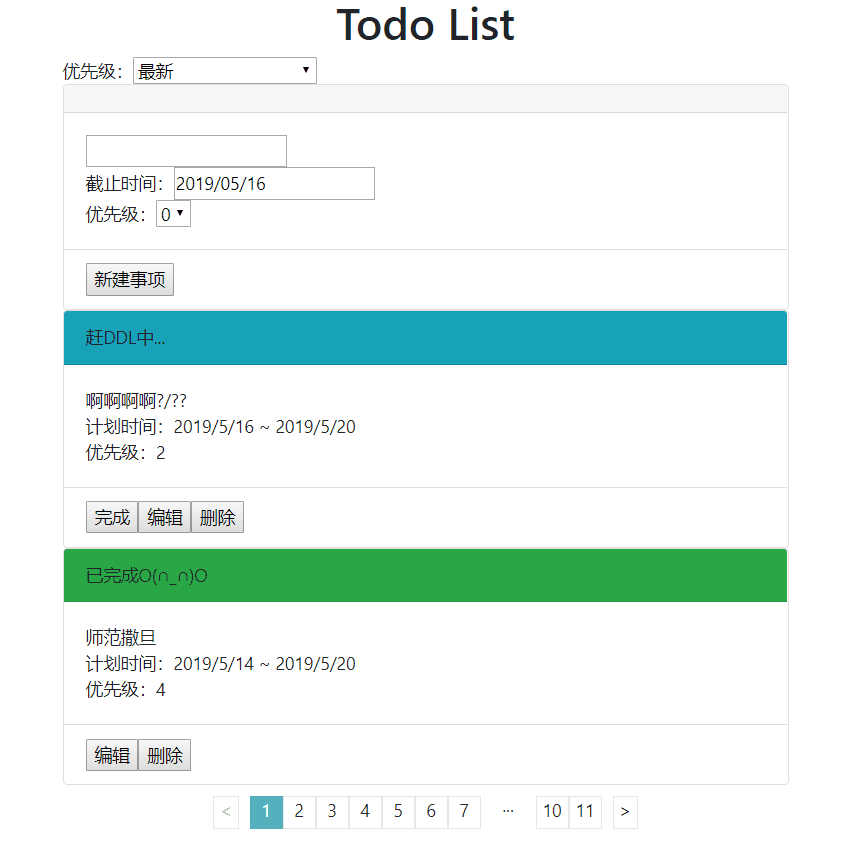 Todo List
优先级：最新
截止时间：2019/05/16
优先级：0
新建事项
赶DDL中...
啊啊啊啊?/??
计划时间：2019/5/16 ~ 2019/5/20
优先级：2
完成 编辑 删除
已完成O(∩_∩)O
师范撒旦
计划时间：2019/5/14 ~ 2019/5/20
优先级：4
编辑 删除
< 1 2 3 4 5 6 7 ··· 10 11 >